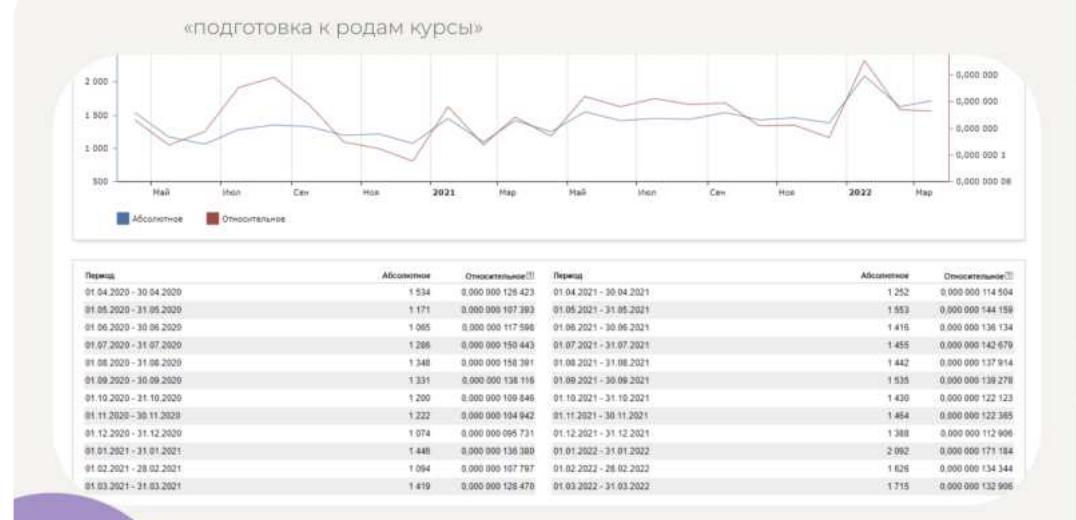 «подготовка к родам курсы»
2 000
1 500
1 000
500
0,000 000
0,000 000
0,000 000
0,000 000 1
0,000 000 08
Май Июл Сен Ноя 2021 Мар Май Июл Сен Ноя 2022 Мар
Абсолютное Относительное
Период Абсолютное Относительное Период Абсолютное Относительное
01.04.2020 - 30.04.2020 1 534 0,000 000 126 423 01.04.2021 - 30.04.2021 1 252 0,000 000 114 504
01.05.2020 - 31.05.2020 1 171 0,000 000 107 393 01.05.2021 - 31.05.2021 1 553 0,000 000 144 159
01.06.2020 - 30.06.2020 1 065 0,000 000 117 598 01.06.2021 - 30.06.2021 1 416 0,000 000 136 134
01.07.2020 - 31.07.2020 1 286 0,000 000 150 443 01.07.2021 - 31.07.2021 1 455 0,000 000 142 679
01.08.2020 - 31.08.2020 1 348 0,000 000 158 391 01.08.2021 - 31.08.2021 1 442 0,000 000 137 914
01.09.2020 - 30.09.2020 1 331 0,000 000 138 116 01.09.2021 - 30.09.2021 1 535 0,000 000 139 278
01.10.2020 - 31.10.2020 1 200 0,000 000 109 846 01.10.2021 - 31.10.2021 1 430 0,000 000 122 123
01.11.2020 - 30.11.2020 1 222 0,000 000 104 942 01.11.2021 - 30.11.2021 1 464 0,000 000 122 365
01.12.2020 - 31.12.2020 1 074 0,000 000 095 731 01.12.2021 - 31.12.2021 1 388 0,000 000 112 906
01.01.2021 - 31.01.2021 1 446 0,000 000 136 380 01.01.2022 - 31.01.2022 2 092 0,000 000 171 184
01.02.2021 - 28.02.2021 1 094 0,000 000 107 797 01.02.2022 - 28.02.2022 1 626 0,000 000 134 344
01.03.2021 - 31.03.2021 1 419 0,000 000 128 470 01.03.2022 - 31.03.2022 1 715 0,000 000 132 906